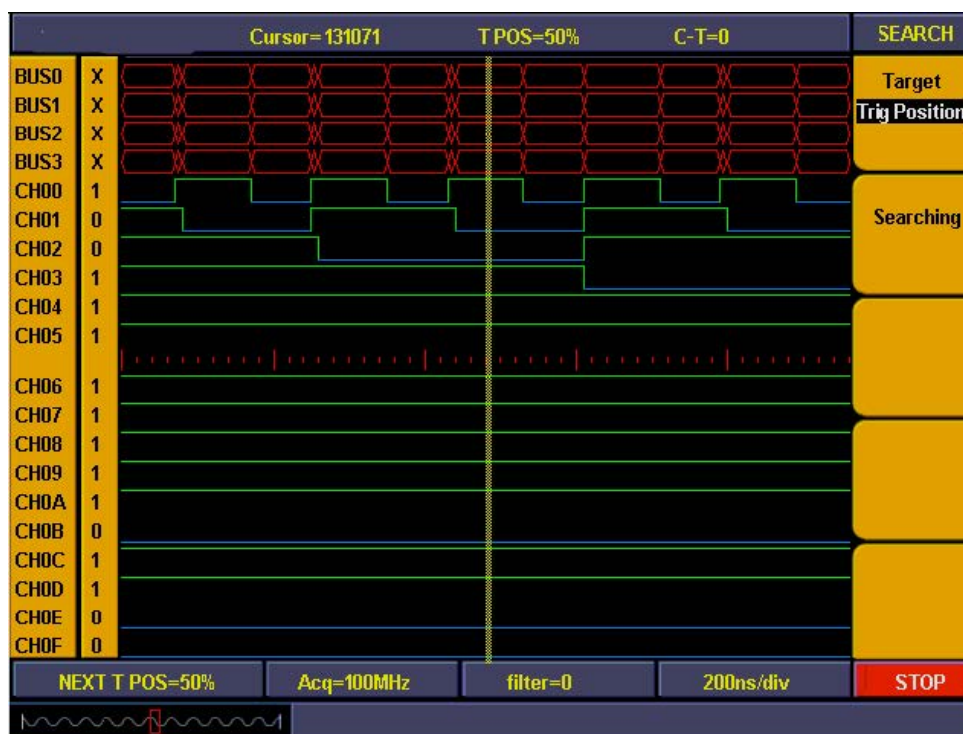 Cursor=131071 T POS=50% C-T=0 SEARCH
BUS0 X
BUS1 X
BUS2 X
BUS3 X
CH00 1
CH01 0
CH02 0
CH03 1
CH04 1
CH05 1
CH06 1
CH07 1
CH08 1
CH09 1
CH0A 1
CH0B 0
CH0C 1
CH0D 1
CH0E 0
CH0F 0
Target
Trig Position
Searching
NEXT T POS=50% Acq=100MHz filter=0 200ns/div STOP